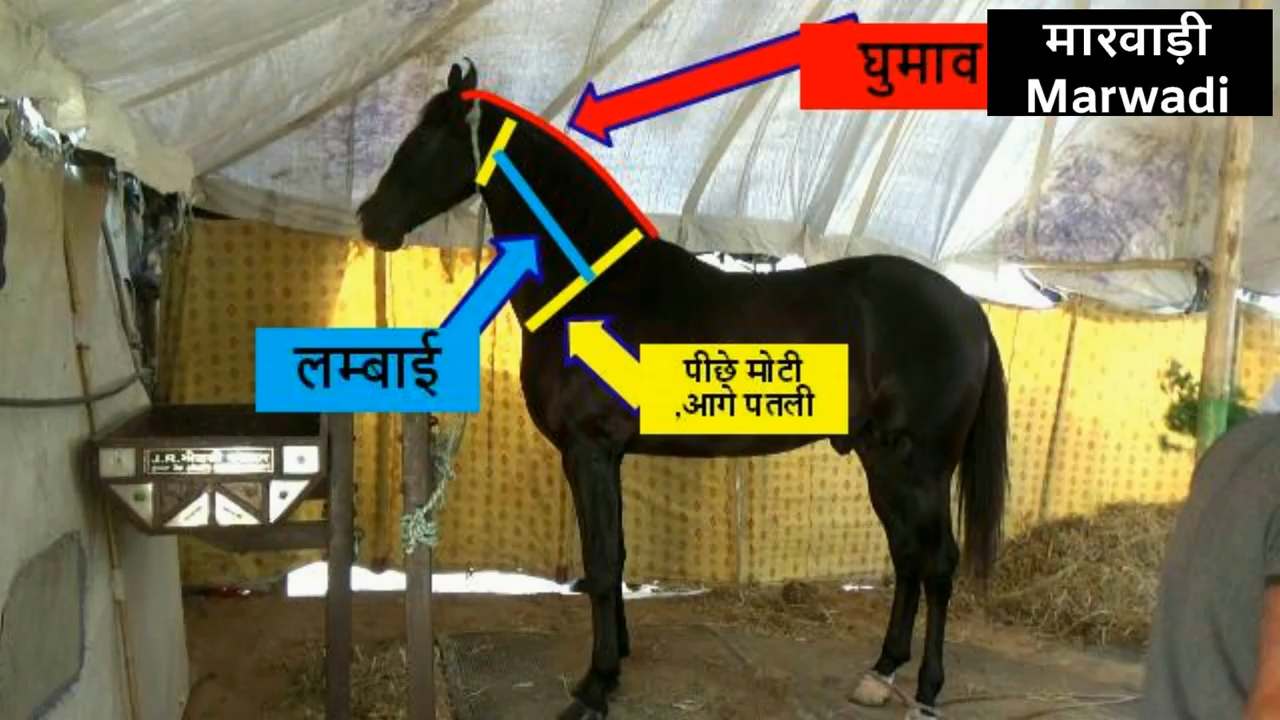 घुमाव
मारवाड़ी
Marwadi
लम्बाई
पीछे मोटी
,आगे पतली
J.R.